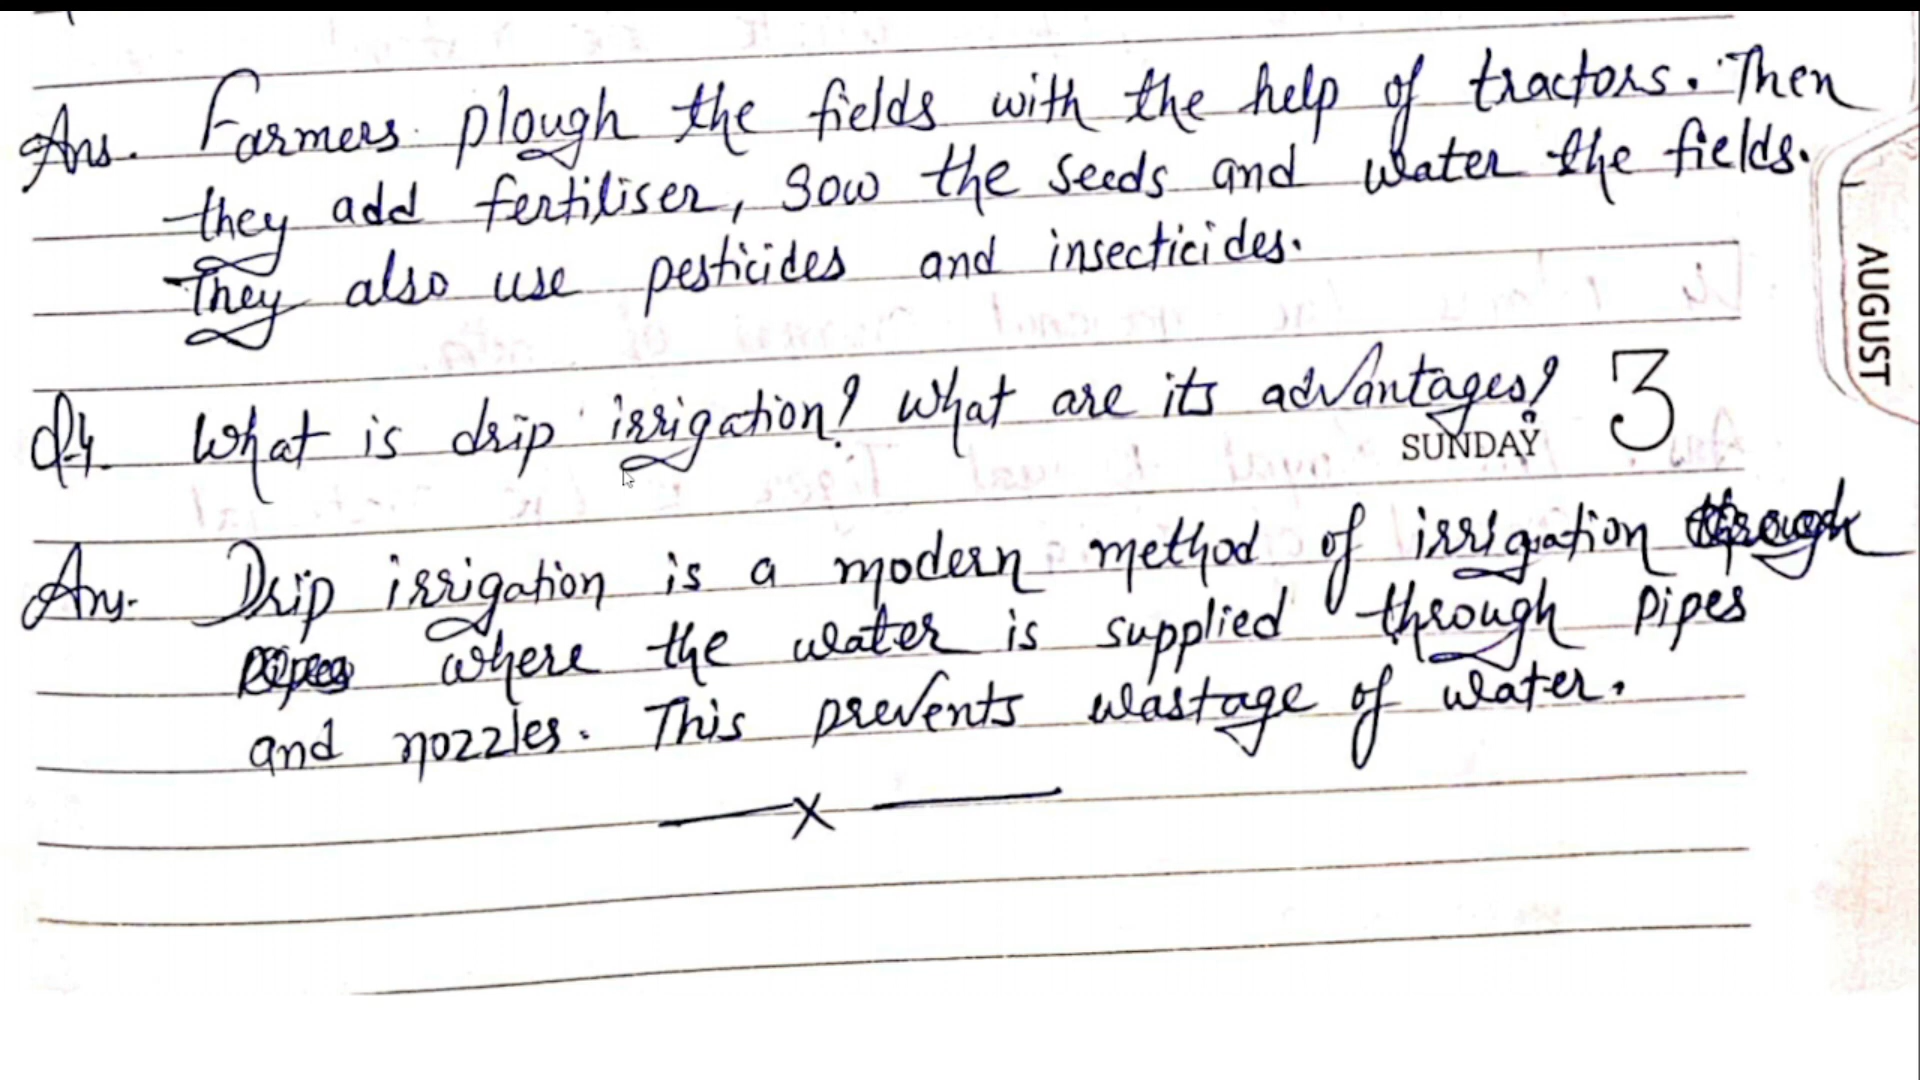 Ans. Farmers plough the fields with the help of tractors. Then
they add fertiliser, sow the seeds and water the fields.
They also use pesticides and insecticides.
AUGUST
Q4. What is drip irrigation? What are its advantages?
SUNDAY 3
Ans. Drip irrigation is a modern method of irrigation through
pipes where the water is supplied through pipes
and nozzles. This prevents wastage of water.
X